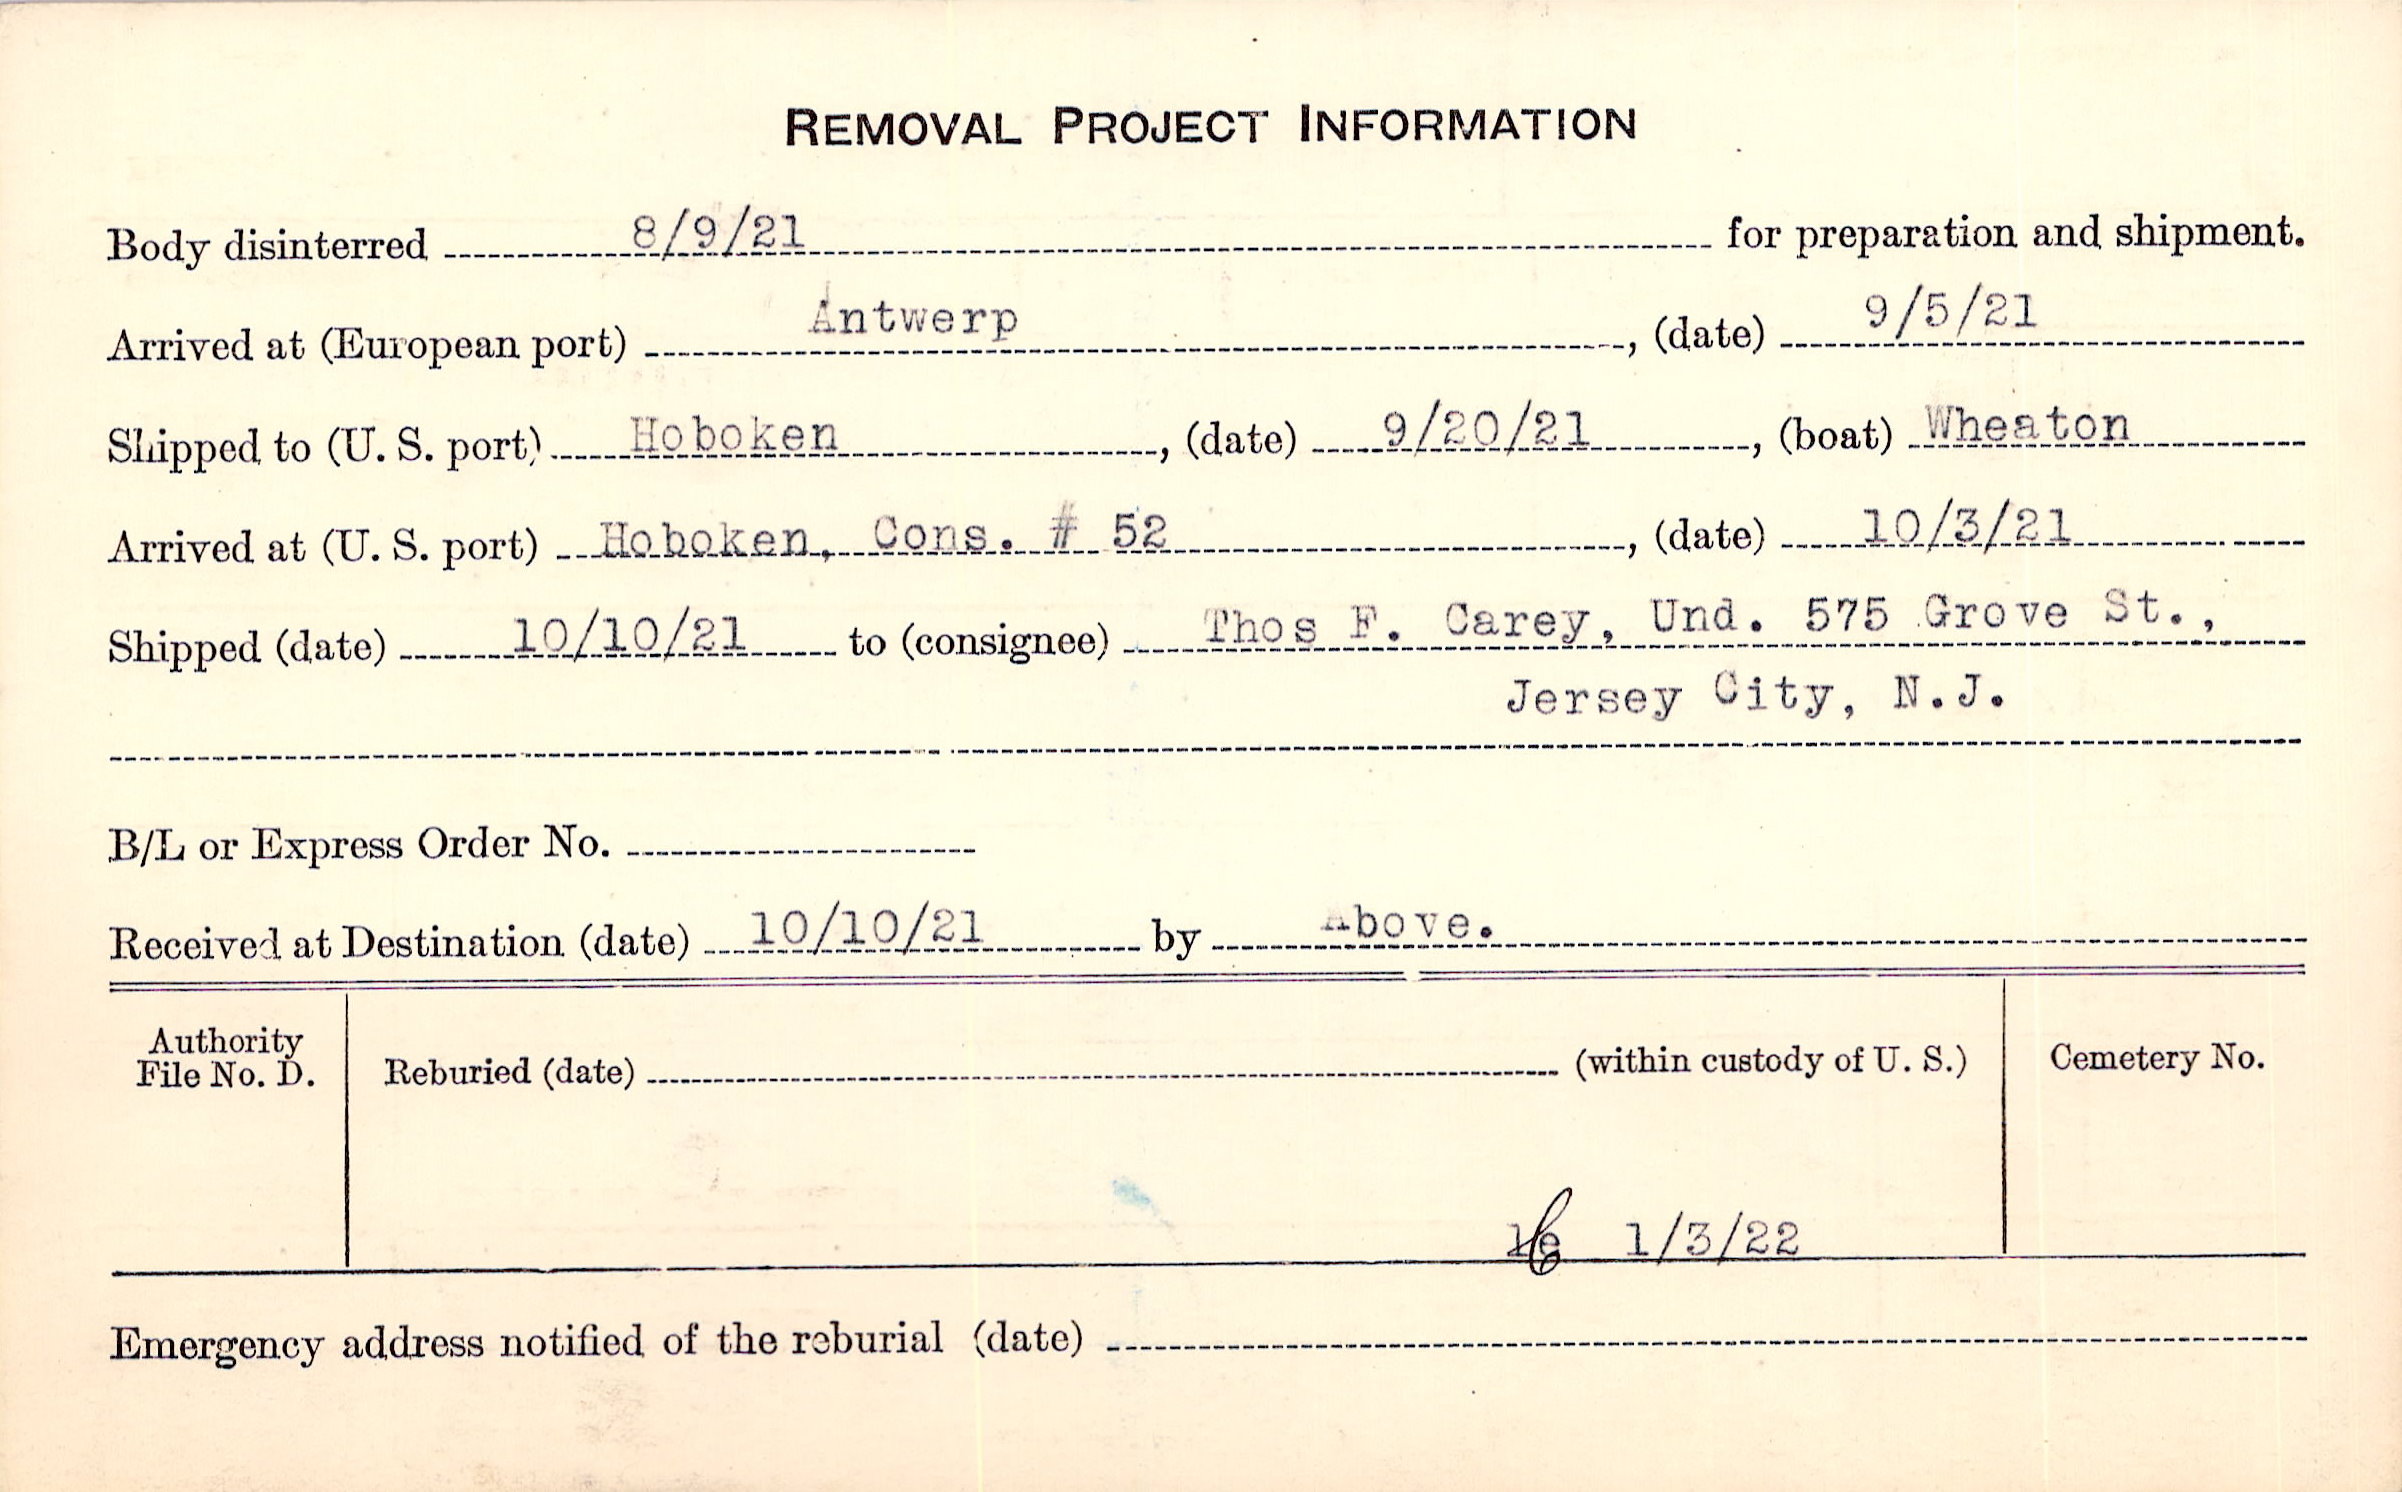 REMOVAL PROJECT INFORMATION
Body disinterred 8/9/21 for preparation and shipment.
Arrived at (European port) Antwerp, (date) 9/5/21
Shipped to (U. S. port) Hoboken, (date) 9/20/21, (boat) Wheaton
Arrived at (U. S. port) Hoboken, Cons. # 52, (date) 10/3/21
Shipped (date) 10/10/21 to (consignee) Thos F. Carey, Und. 575 Grove St.,
Jersey City, N.J.
B/L or Express Order No.
Received at Destination (date) 10/10/21 by Above.
Authority
File No. D.
Reburied (date) (within custody of U. S.)
Cemetery No.
1/3/22
Emergency address notified of the reburial (date)